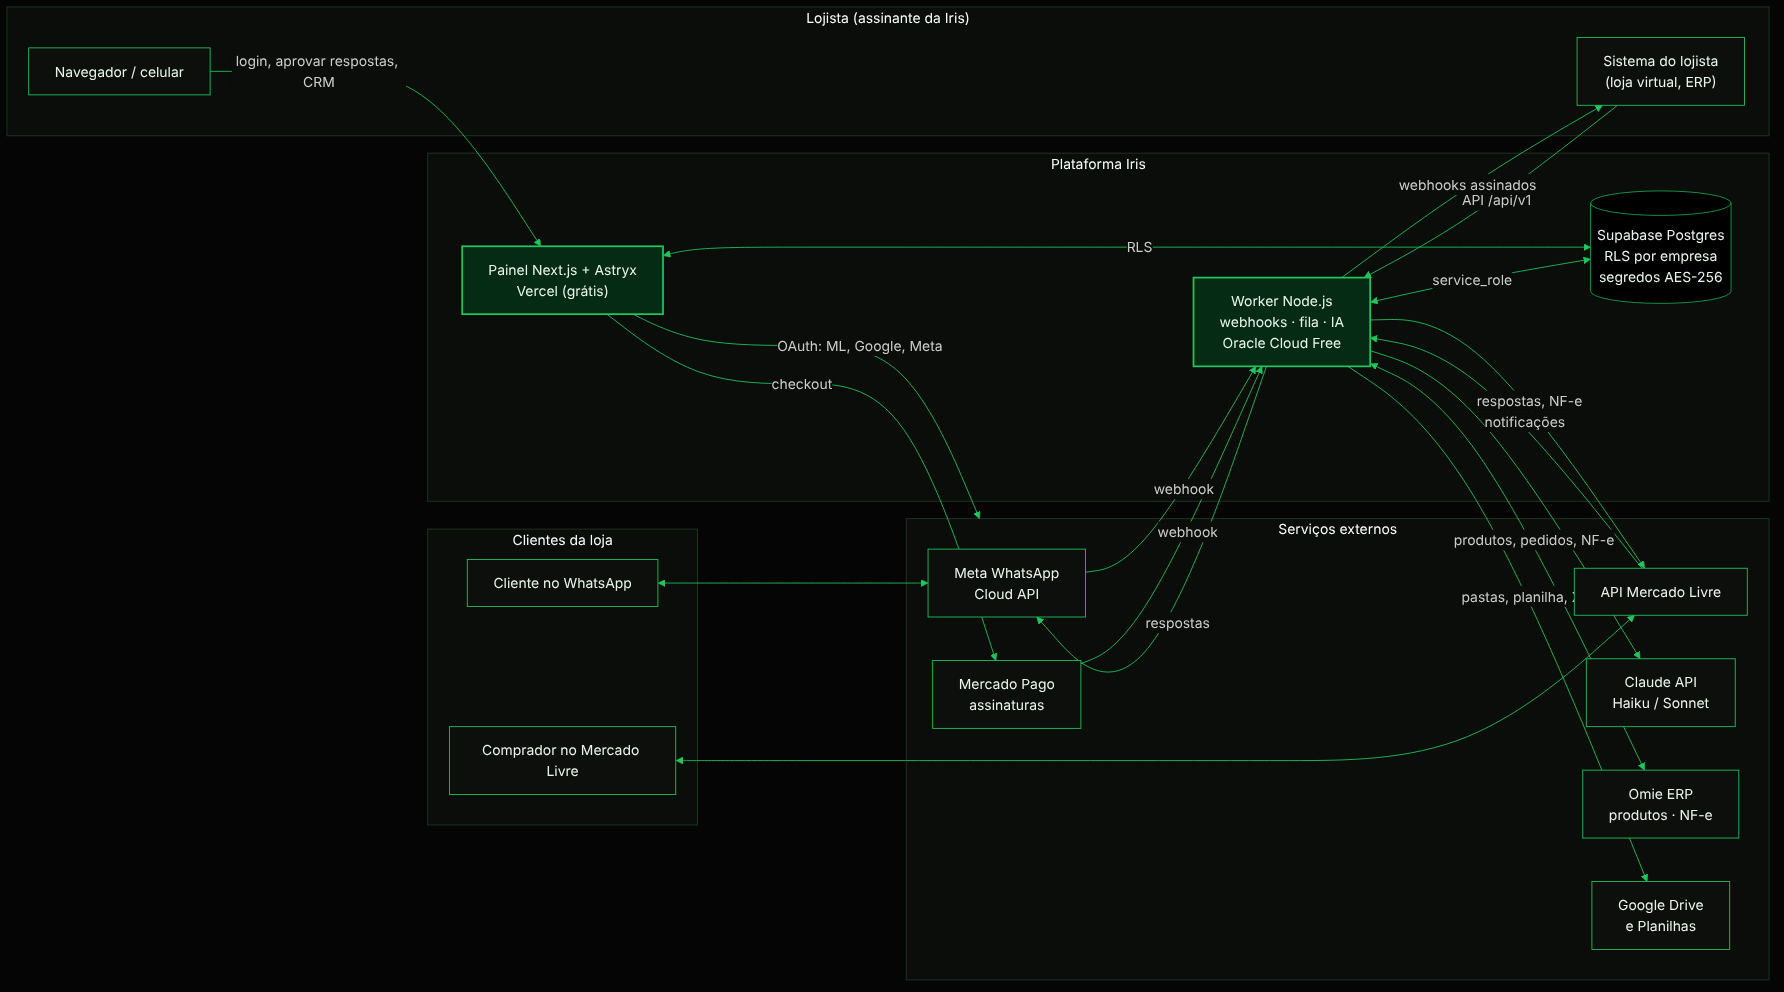 Lojista (assinante da Iris)
Navegador / celular
login, aprovar respostas,
CRM
Sistema do lojista
(loja virtual, ERP)
Plataforma Iris
webhooks assinados
API /api/v1
Supabase Postgres
RLS por empresa
segredos AES-256
RLS
service_role
Painel Next.js + Astryx
Vercel (grátis)
Worker Node.js
webhooks · fila · IA
Oracle Cloud Free
OAuth: ML, Google, Meta
checkout
respostas, NF-e
notificações
webhook
webhook
Serviços externos
Clientes da loja
produtos, pedidos, NF-e
Cliente no WhatsApp
Meta WhatsApp
Cloud API
API Mercado Livre
pastas, planilha,
respostas
Mercado Pago
assinaturas
Claude API
Haiku / Sonnet
Comprador no Mercado
Livre
Omie ERP
produtos · NF-e
Google Drive
e Planilhas